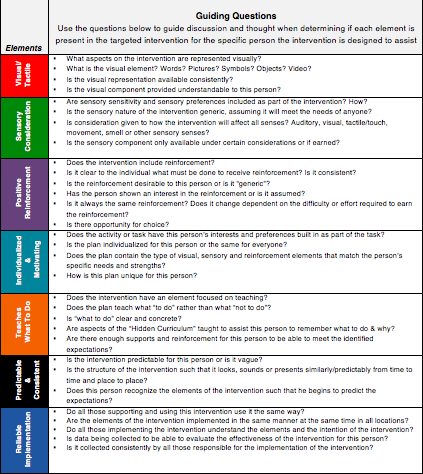 Guiding Questions
Use the questions below to guide discussion and thought when determining if each element is
present in the targeted intervention for the specific person the intervention is designed to assist
Elements
Visual/
Tactile
• What aspects on the intervention are represented visually?
• What is the visual element? Words? Pictures? Symbols? Objects? Video?
• Is the visual representation available consistently?
• Is the visual component provided understandable to this person?
Sensory
Consideration
• Are sensory sensitivity and sensory preferences included as part of the intervention? How?
• Is the sensory nature of the intervention generic, assuming it will meet the needs of anyone?
• Is consideration given to how the intervention will affect all senses? Auditory, visual, tactile/touch,
movement, smell or other sensory senses?
• Is the sensory component only available under certain considerations or if earned?
Positive
Reinforcement
• Does the intervention include reinforcement?
• Is it clear to the individual what must be done to receive reinforcement? Is it consistent?
• Is the reinforcement desirable to this person or is it "generic"?
• Has the person shown an interest in the reinforcement or is it assumed?
• Is it always the same reinforcement? Does it change dependent on the difficulty or effort required to earn
the reinforcement?
• Is there opportunity for choice?
Individualized
&
Motivating
• Does the activity or task have this person's interests and preferences built in as part of the task?
• Is the plan individualized for this person or the same for everyone?
• Does the plan contain the type of visual, sensory and reinforcement elements that match the person's
specific needs and strengths?
• How is this plan unique for this person?
Teaches
What To Do
• Does the intervention have an element focused on teaching?
• Does the plan teach what "to do" rather than what "not to do"?
• Is "what to do" clear and concrete?
• Are aspects of the "Hidden Curriculum" taught to assist this person to remember what to do & why?
• Are there enough supports and reinforcement for this person to be able to meet the identified
expectations?
Predictable
&
Consistent
• Is the intervention predictable for this person or is it vague?
• Is the structure of the intervention such that it looks, sounds or presents similarly/predictably from time to
time and place to place?
• Does this person recognize the elements of the intervention such that he begins to predict the
expectations?
Reliable
Implementation
• Do all those supporting and using this intervention use it the same way?
• Are the elements of the intervention implemented in the same manner at the same time in all locations?
• Do all those implementing the intervention understand the elements and the intention of the intervention?
• Is data being collected to be able to evaluate the effectiveness of the intervention for this person?
• Is it collected consistently by all those responsible for the implementation of the intervention?